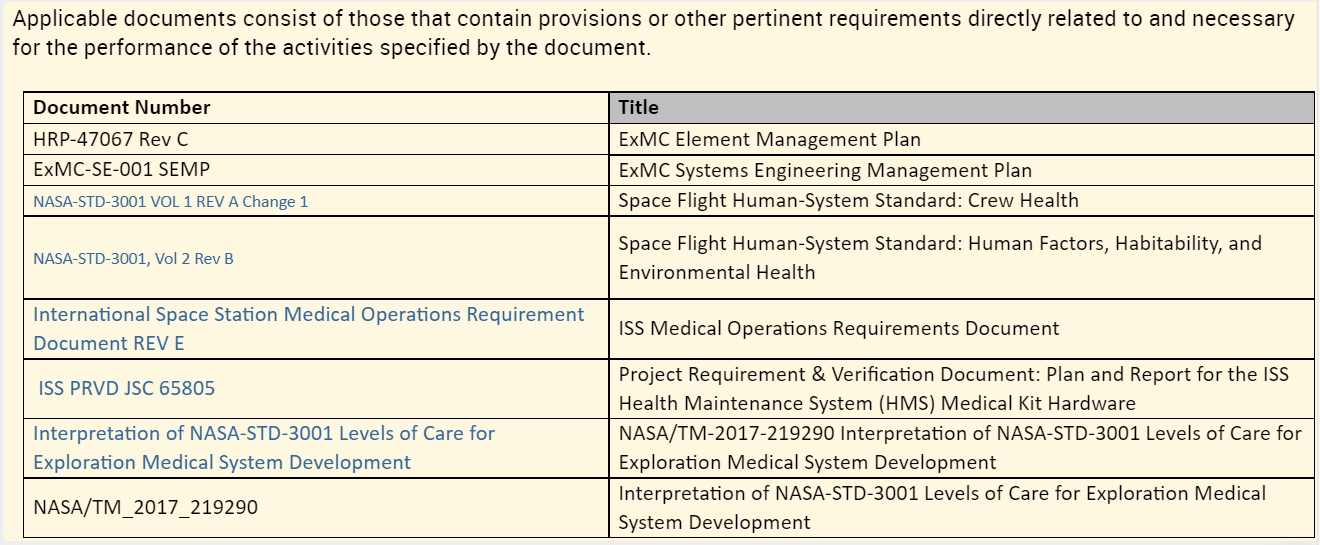 Applicable documents consist of those that contain provisions or other pertinent requirements directly related to and necessary
for the performance of the activities specified by the document.
Document Number
Title
HRP-47067 Rev C
ExMC Element Management Plan
ExMC-SE-001 SEMP
ExMC Systems Engineering Management Plan
NASA-STD-3001 VOL 1 REV A Change 1
Space Flight Human-System Standard: Crew Health
NASA-STD-3001, Vol 2 Rev B
Space Flight Human-System Standard: Human Factors, Habitability, and
Environmental Health
International Space Station Medical Operations Requirement
Document REV E
ISS Medical Operations Requirements Document
ISS PRVD JSC 65805
Project Requirement & Verification Document: Plan and Report for the ISS
Health Maintenance System (HMS) Medical Kit Hardware
Interpretation of NASA-STD-3001 Levels of Care for
Exploration Medical System Development
NASA/TM-2017-219290 Interpretation of NASA-STD-3001 Levels of Care for
Exploration Medical System Development
NASA/TM_2017_219290
Interpretation of NASA-STD-3001 Levels of Care for Exploration Medical
System Development